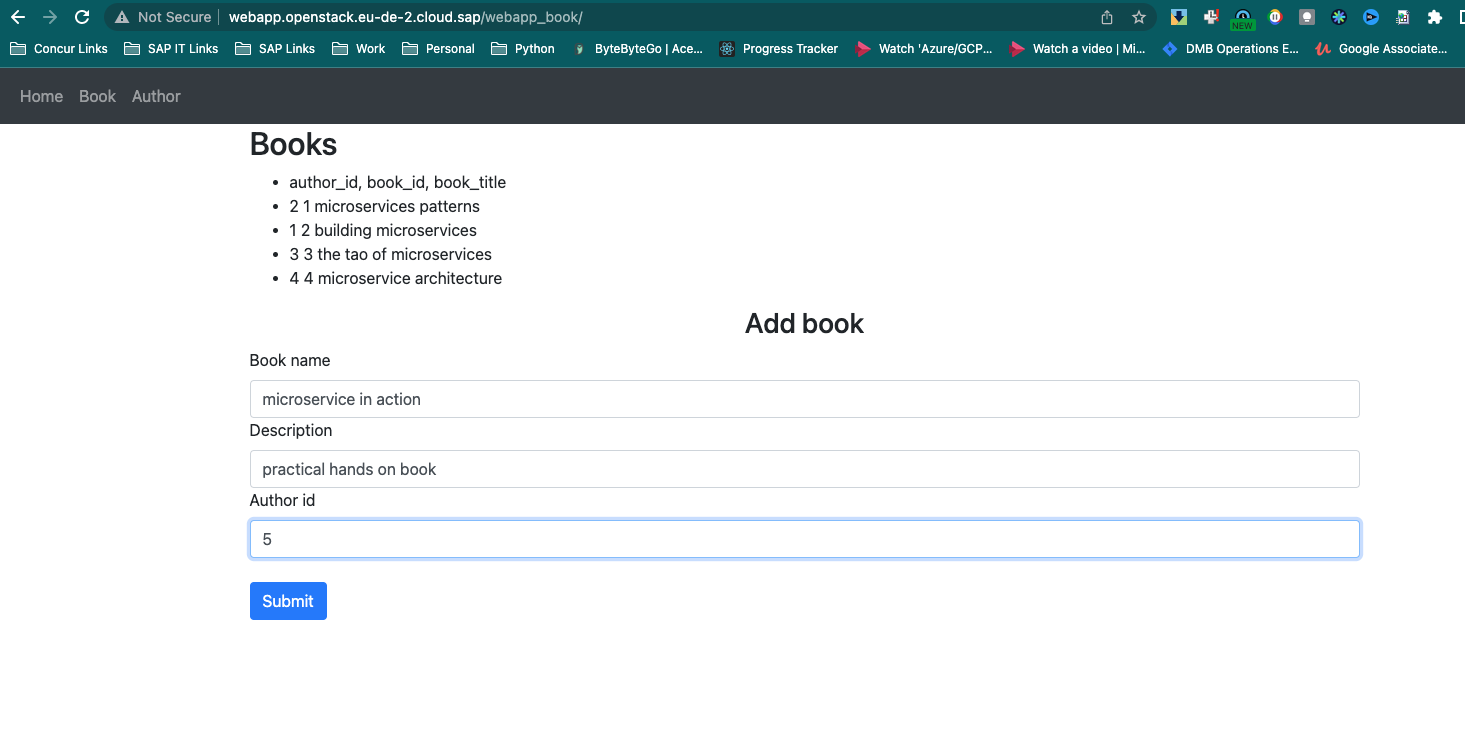 Not Secure webapp.openstack.eu-de-2.cloud.sap/webapp_book/
NEW
Concur Links SAP IT Links SAP Links Work Personal Python ByteByteGo | Ace... Progress Tracker Watch 'Azure/GCP... Watch a video | Mi... DMB Operations E... Google Associate...
Home Book Author
Books
• author_id, book_id, book_title
• 2 1 microservices patterns
• 1 2 building microservices
• 3 3 the tao of microservices
• 4 4 microservice architecture
Add book
Book name
microservice in action
Description
practical hands on book
Author id
5
Submit